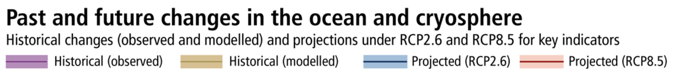 Past and future changes in the ocean and cryosphere
Historical changes (observed and modelled) and projections under RCP2.6 and RCP8.5 for key indicators
Historical (observed) Historical (modelled) Projected (RCP2.6) Projected (RCP8.5)